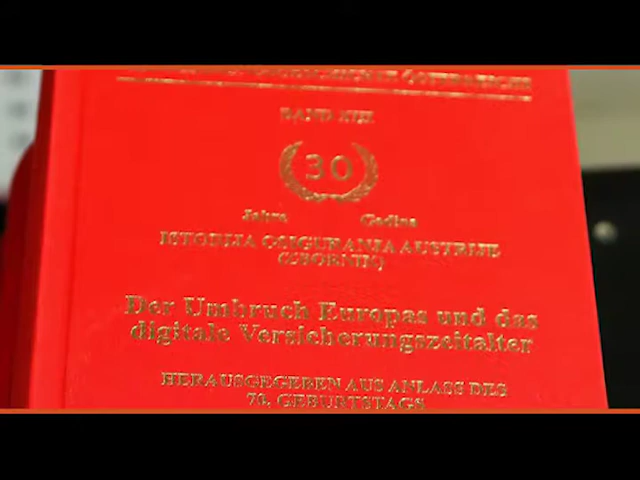 BAND XVII
30
Jahre Godina
ISTORIJA OSIGURANJA AUSTRIJE
(ZBORNIK)
Der Umbruch Europas und das
digitale Versicherungszeitalter
HERAUSGEGEBEN AUS ANLASS DES
70. GEBURTSTAGS